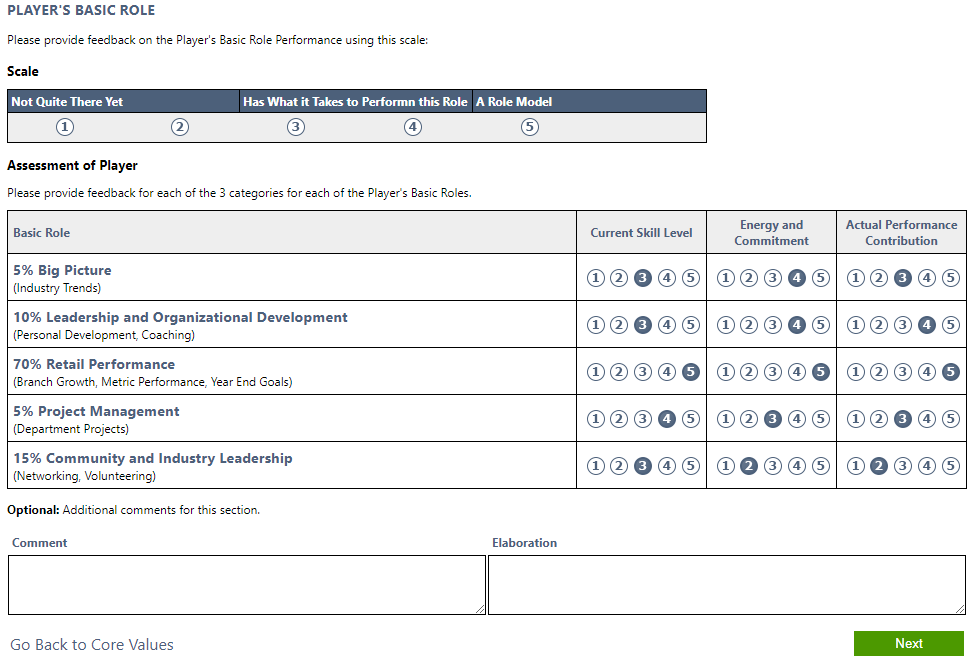 PLAYER'S BASIC ROLE
Please provide feedback on the Player's Basic Role Performance using this scale:
Scale
Not Quite There Yet Has What it Takes to Performn this Role A Role Model
1 2 3 4 5
Assessment of Player
Please provide feedback for each of the 3 categories for each of the Player's Basic Roles.
Basic Role Current Skill Level Energy and Commitment Actual Performance Contribution
5% Big Picture
(Industry Trends)
1 2 3 4 5 1 2 3 4 5 1 2 3 4 5
10% Leadership and Organizational Development
(Personal Development, Coaching)
1 2 3 4 5 1 2 3 4 5 1 2 3 4 5
70% Retail Performance
(Branch Growth, Metric Performance, Year End Goals)
1 2 3 4 5 1 2 3 4 5 1 2 3 4 5
5% Project Management
(Department Projects)
1 2 3 4 5 1 2 3 4 5 1 2 3 4 5
15% Community and Industry Leadership
(Networking, Volunteering)
1 2 3 4 5 1 2 3 4 5 1 2 3 4 5
Optional: Additional comments for this section.
Comment Elaboration
Go Back to Core Values Next